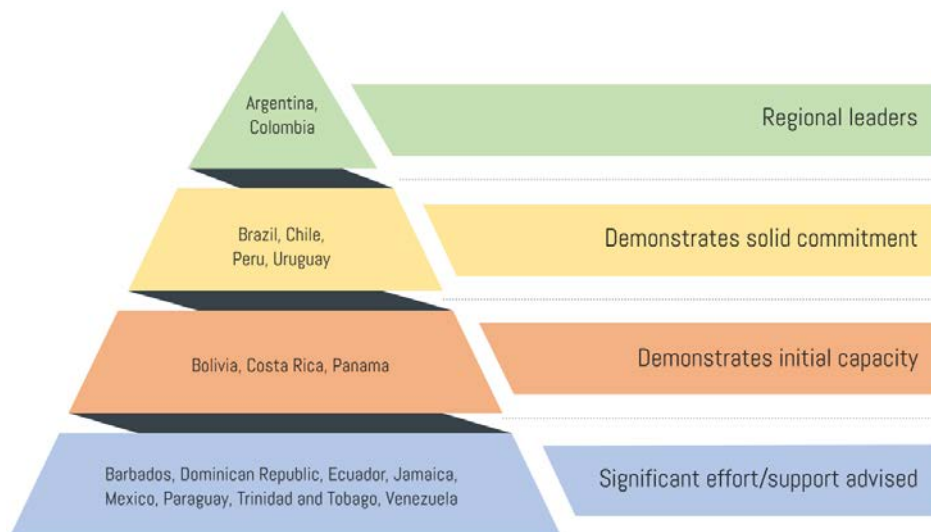 Argentina,
Colombia
Regional leaders
Brazil, Chile,
Peru, Uruguay
Demonstrates solid commitment
Bolivia, Costa Rica, Panama
Demonstrates initial capacity
Barbados, Dominican Republic, Ecuador, Jamaica,
Mexico, Paraguay, Trinidad and Tobago, Venezuela
Significant effort/support advised